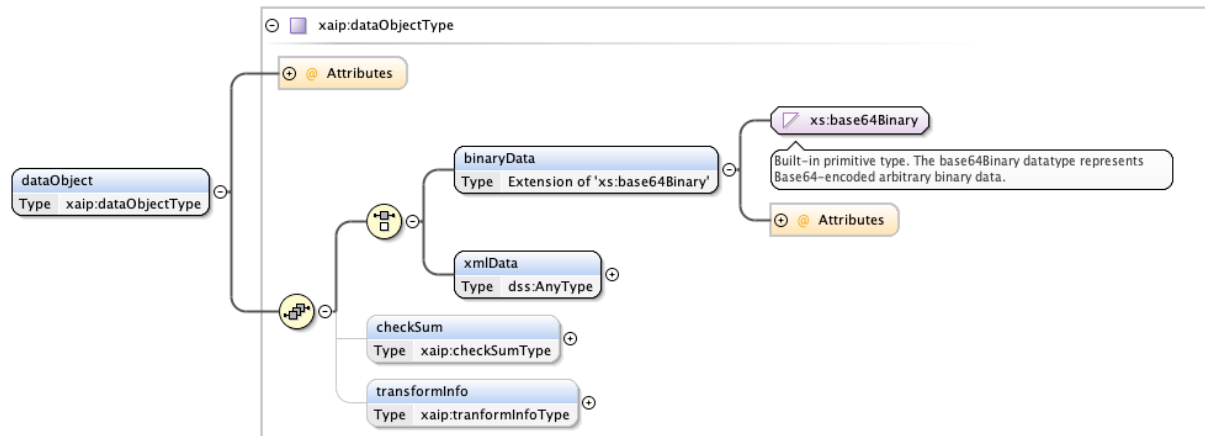 xaip:dataObjectType
@ Attributes
xs:base64Binary
binaryData
Type Extension of 'xs:base64Binary'
Built-in primitive type. The base64Binary datatype represents
Base64-encoded arbitrary binary data.
dataObject
Type xaip:dataObjectType
@ Attributes
xmlData
Type dss:AnyType
checkSum
Type xaip:checkSumType
transformInfo
Type xaip:tranformInfoType